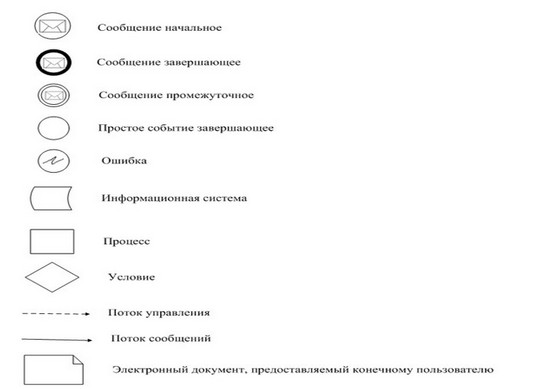 Сообщение начальное
Сообщение завершающее
Сообщение промежуточное
Простое событие завершающее
Ошибка
Информационная система
Процесс
Условие
Поток управления
Поток сообщений
Электронный документ, предоставляемый конечному пользователю